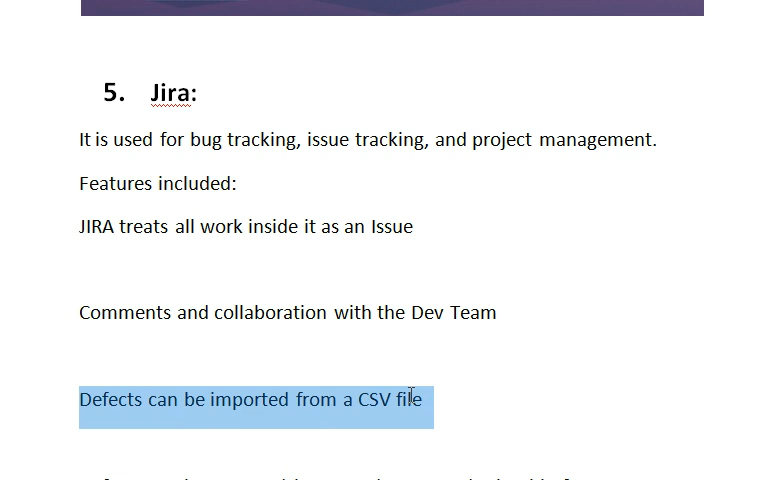 5. Jira:
It is used for bug tracking, issue tracking, and project management.
Features included:
JIRA treats all work inside it as an Issue
Comments and collaboration with the Dev Team
Defects can be imported from a CSV file